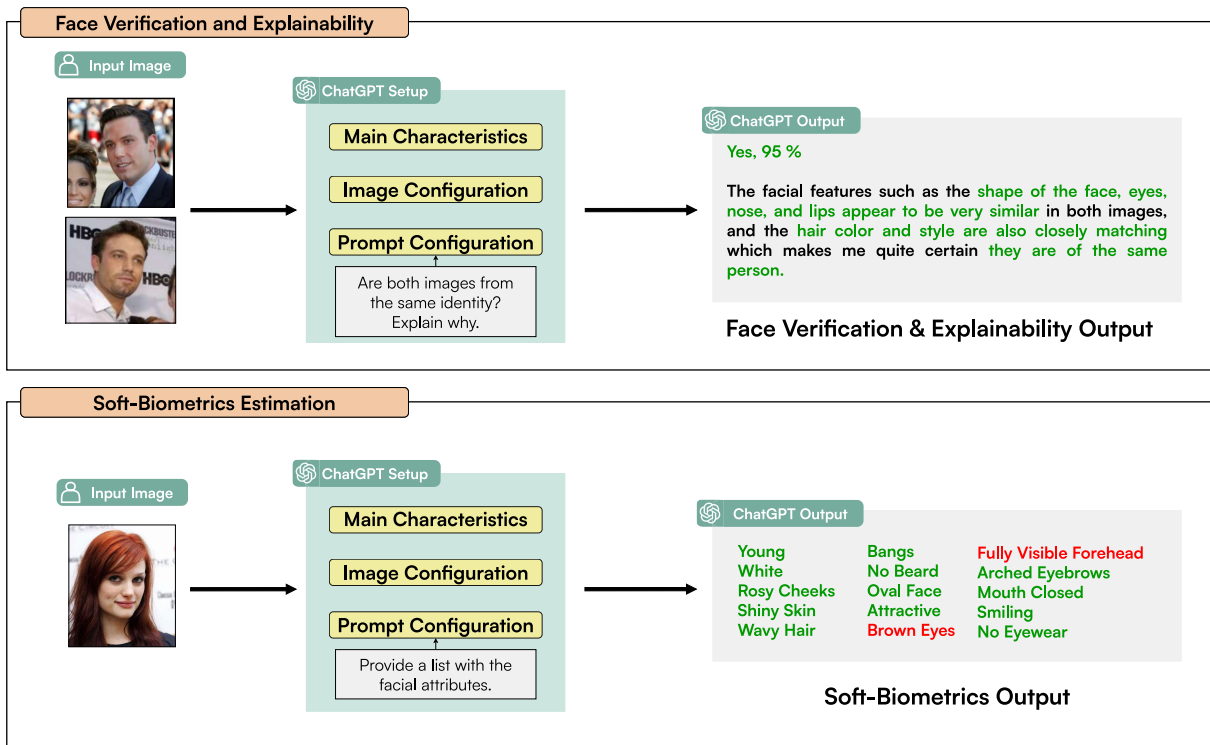 Face Verification and Explainability
Input Image
HBO
CKBUSTER
LOCKBU
HBO
ChatGPT Setup
Main Characteristics
Image Configuration
Prompt Configuration
Are both images from
the same identity?
Explain why.
ChatGPT Output
Yes, 95 %
The facial features such as the shape of the face, eyes,
nose, and lips appear to be very similar in both images,
and the hair color and style are also closely matching
which makes me quite certain they are of the same
person.
Face Verification & Explainability Output
Soft-Biometrics Estimation
Input Image
ChatGPT Setup
Main Characteristics
Image Configuration
Prompt Configuration
Provide a list with the
facial attributes.
ChatGPT Output
Young Bangs Fully Visible Forehead
White No Beard Arched Eyebrows
Rosy Cheeks Oval Face Mouth Closed
Shiny Skin Attractive Smiling
Wavy Hair Brown Eyes No Eyewear
Soft-Biometrics Output